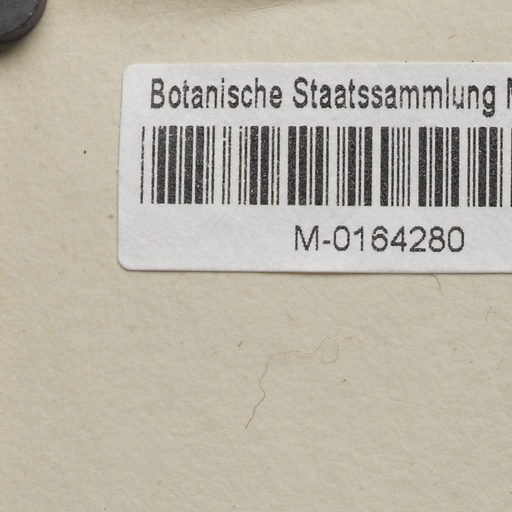 Botanische Staatssammlung
M-0164280